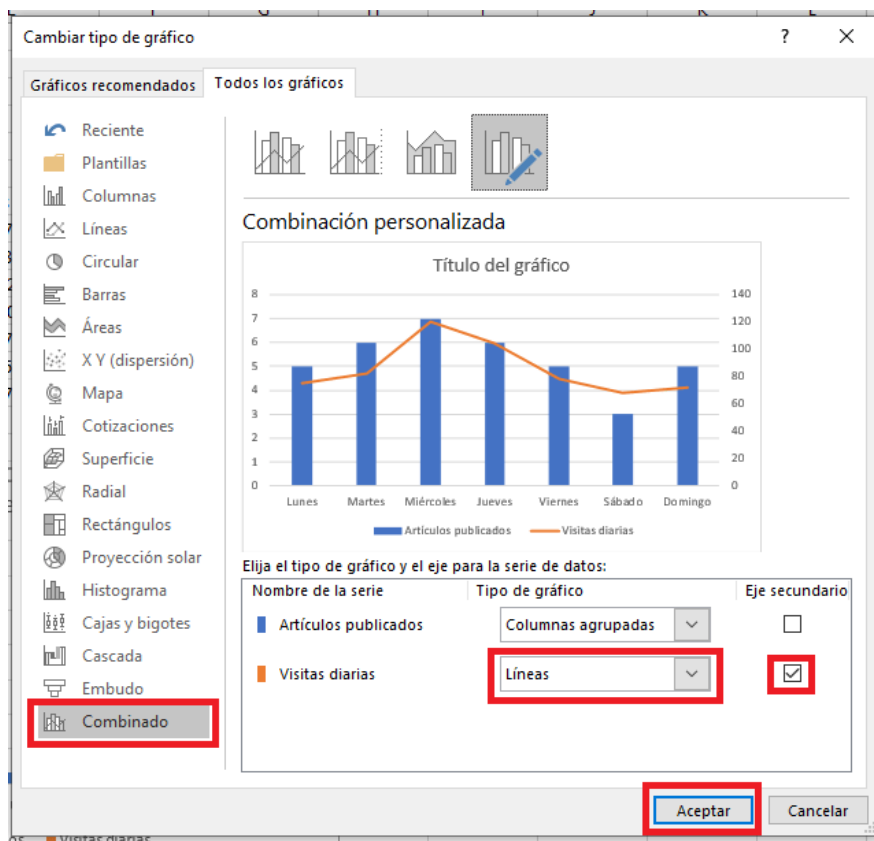 Cambiar tipo de gráfico
?
Gráficos recomendados
Todos los gráficos
Reciente
Plantillas
Columnas
Líneas
Circular
Barras
Áreas
X Y (dispersión)
Mapa
Cotizaciones
Superficie
Radial
Rectángulos
Proyección solar
Histograma
Cajas y bigotes
Cascada
Embudo
Combinado
Combinación personalizada
Título del gráfico
8
7
6
5
4
3
2
1
0
140
120
100
80
60
40
20
0
Lunes Martes Miércoles Jueves Viernes Sábado Domingo
Artículos publicados Visitas diarias
Elija el tipo de gráfico y el eje para la serie de datos:
Nombre de la serie Tipo de gráfico Eje secundario
Artículos publicados Columnas agrupadas
Visitas diarias Líneas
Aceptar Cancelar
Visitas diarias